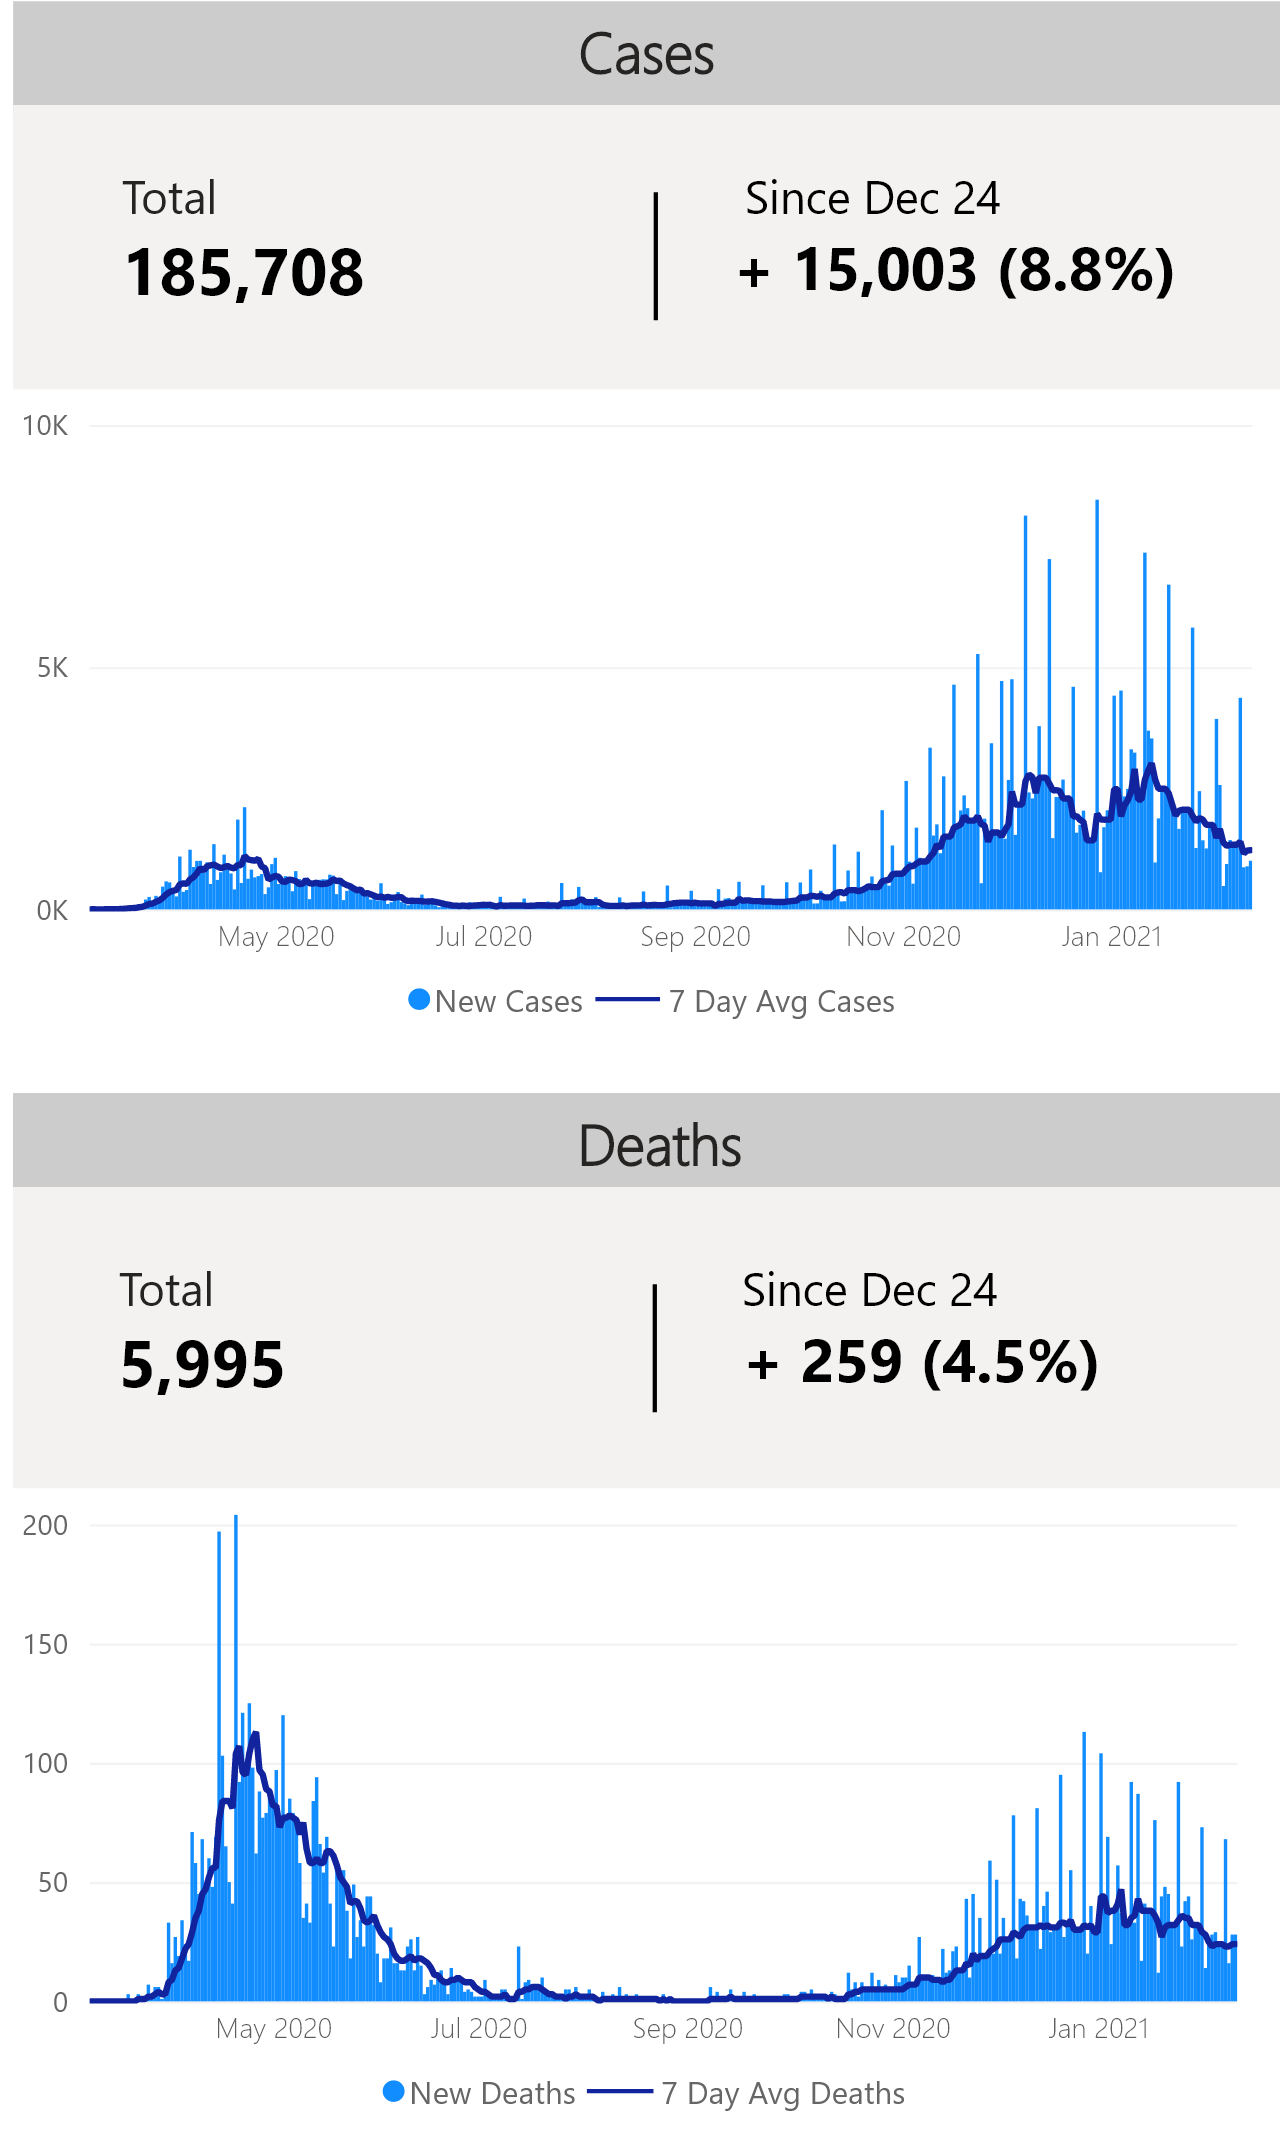 Cases
Total
Since Dec 24
185,708
+ 15,003 (8.8%)
10K
5K
0K
May 2020
Jul 2020
Sep 2020
Nov 2020
Jan 2021
New Cases
7 Day Avg Cases
Deaths
Total
Since Dec 24
5,995
+ 259 (4.5%)
200
150
100
50
0
May 2020
Jul 2020
Sep 2020
Nov 2020
Jan 2021
New Deaths
7 Day Avg Deaths